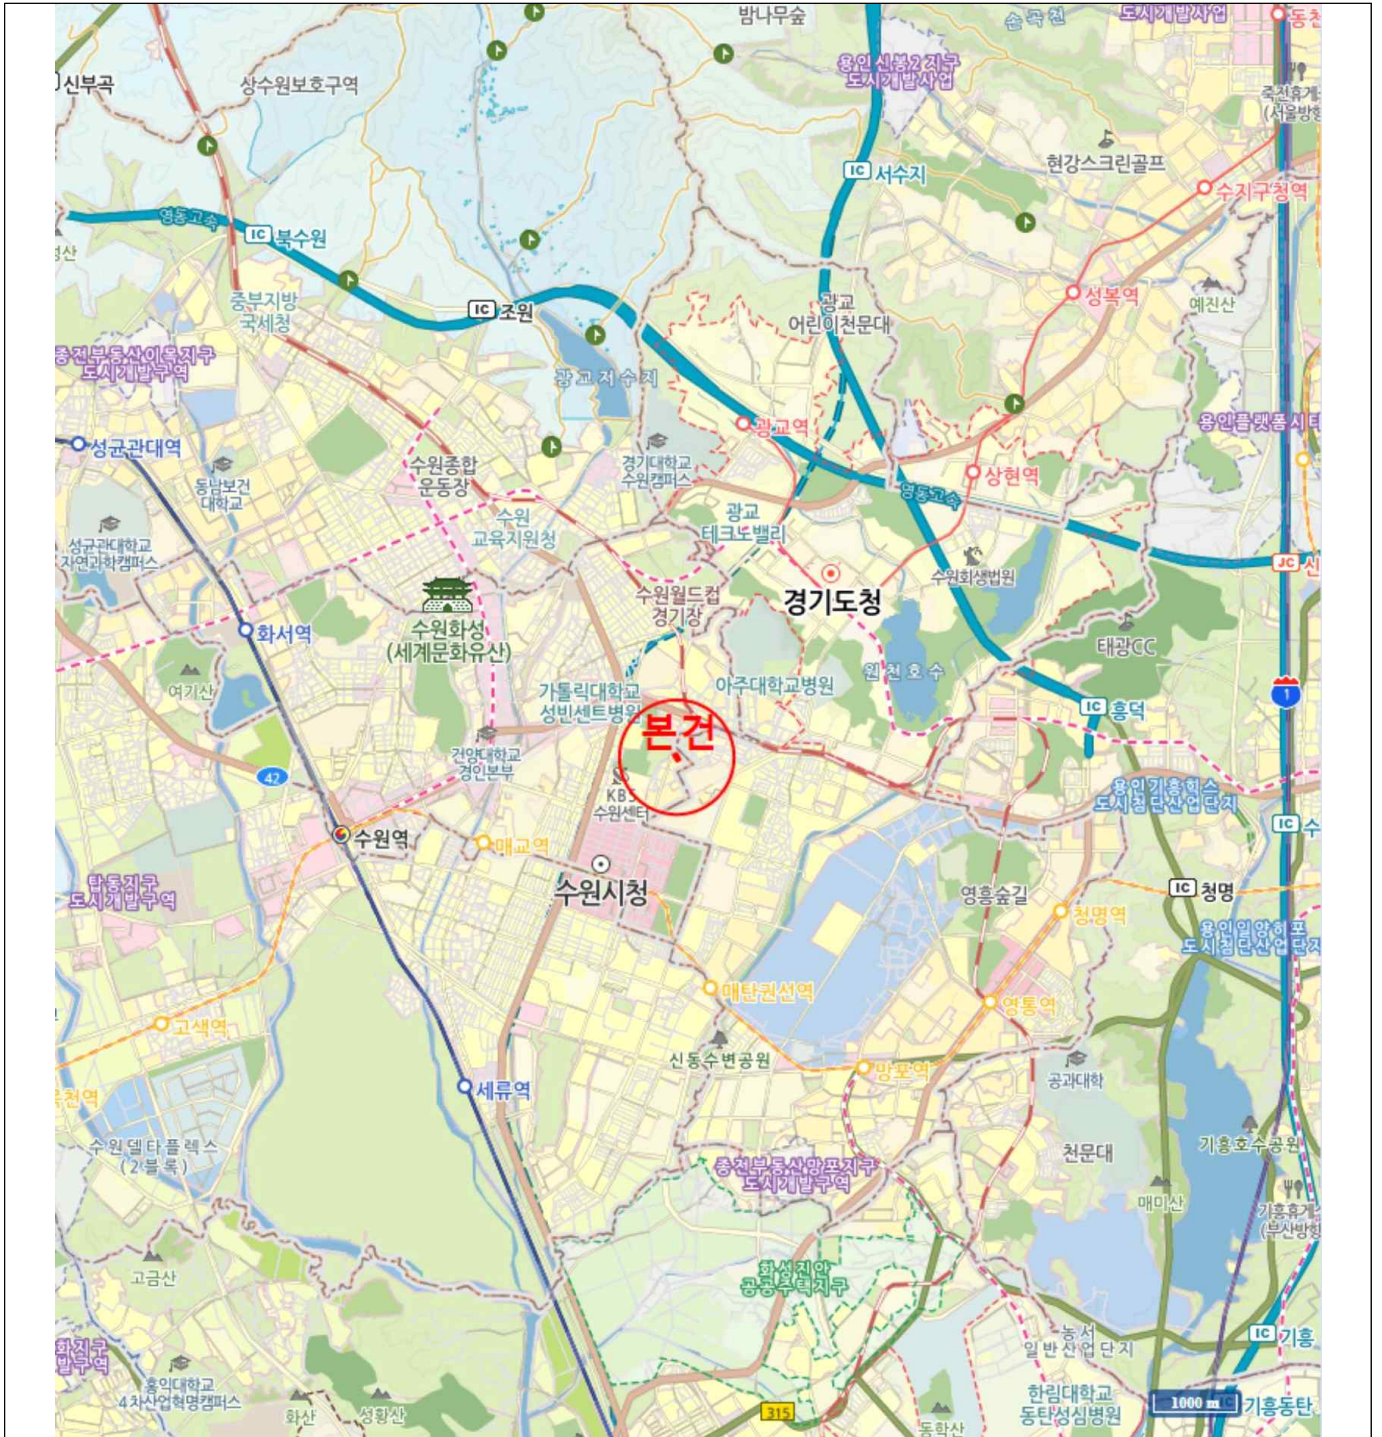 밤나무숲
손곡천
도시개발사업
동천
신부곡
상수원보호구역
용인신봉2지구
도시개발사업
죽전휴게
(서울방향
현강스크린골프
IC 서수지
수지구청역
영동고속
IC 북수원
성복역
예진산
중부지방
국세청
IC 조원
광교
어린이천문대
종전부동산이목지구
도시개발구역
광교저수지
용인플랫폼시티
성균관대역
광교역
수원종합
운동장
경기대학교
수원캠퍼스
상현역
동남보건
대학교
영동고속
수원
교육지원청
광교
테크노밸리
성균관대학교
자연과학캠퍼스
수원회생법원
JC 신
수원월드컵
경기장
경기도청
수원화성
(세계문화유산)
화서역
태광CC
여기산
원천호수
가톨릭대학교
성빈센트병원
아주대학교병원
1
IC 흥덕
본건
건양대학교
경인본부
42
KBS
수원센터
용인기흥힉스
도시첨단산업단지
수원역
매교역
IC 수
수원시청
탑동지구
도시개발구역
영흥숲길
IC 청명
청명역
용인일양히포
도시첨단산업단지
매탄권선역
영통역
고색역
신동수변공원
망포역
공과대학
세류역
천역
수원델타플렉스
(2블록)
천문대
기흥호수공원
종전부동산망포지구
도시개발구역
매미산
기흥휴게
(부산방향
고금산
화성진안
공공주택지구
농서
일반산업단지
IC 기흥
화지구
발구역
홍익대학교
4차산업혁명캠퍼스
화산
성황산
315
동학산
한림대학교
동탄성심병원
1000 m
IC 기흥동탄